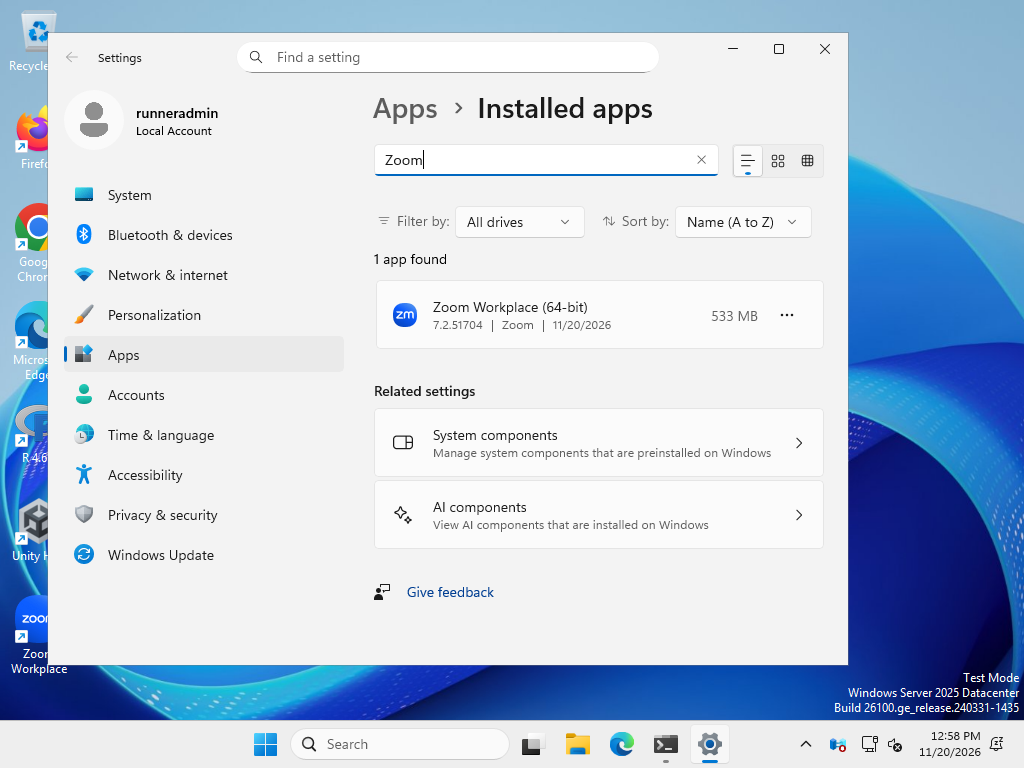 Settings
Find a setting
runneradmin
Local Account
System
Bluetooth & devices
Network & internet
Personalization
Apps
Accounts
Time & language
Accessibility
Privacy & security
Windows Update
Apps > Installed apps
Zoom
Filter by: All drives
Sort by: Name (A to Z)
1 app found
zm
Zoom Workplace (64-bit)
7.2.51704 | Zoom | 11/20/2026
533 MB
Related settings
System components
Manage system components that are preinstalled on Windows
AI components
View AI components that are installed on Windows
Give feedback
Recycle
Firefo
Goog
Chron
Micros
Edge
R 4.6
Unity H
zoom
Zoom
Workplace
Test Mode
Windows Server 2025 Datacenter
Build 26100.ge_release.240331-1435
Search
12:58 PM
11/20/2026